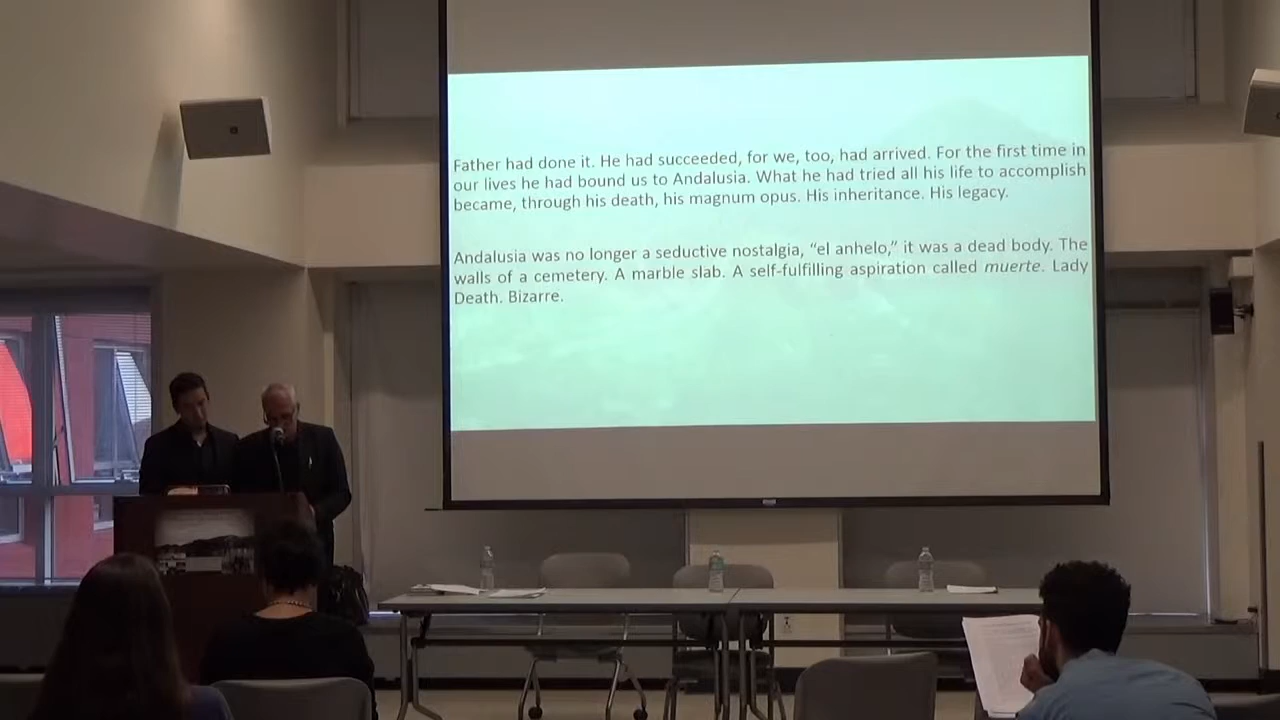 Father had done it. He had succeeded, for we, too, had arrived. For the first time in
our lives he had bound us to Andalusia. What he had tried all his life to accomplish
became, through his death, his magnum opus. His inheritance. His legacy.
Andalusia was no longer a seductive nostalgia, “el anhelo,” it was a dead body. The
walls of a cemetery. A marble slab. A self-fulfilling aspiration called muerte. Lady
Death. Bizarre.